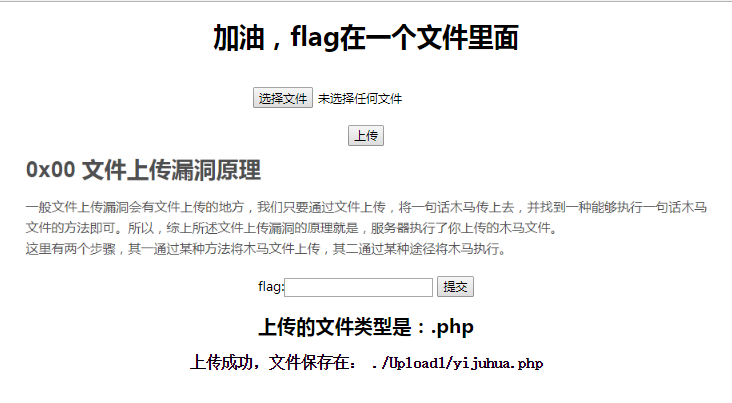 加油，flag在一个文件里面
选择文件 未选择任何文件
上传
0x00 文件上传漏洞原理
一般文件上传漏洞会有文件上传的地方，我们只要通过文件上传，将一句话木马传上去，并找到一种能够执行一句话木马
文件的方法即可。所以，综上所述文件上传漏洞的原理就是，服务器执行了你上传的木马文件。
这里有两个步骤，其一通过某种方法将木马文件上传，其二通过某种途径将木马执行。
flag: 提交
上传的文件类型是：.php
上传成功，文件保存在： ./Upload1/yijuhua.php